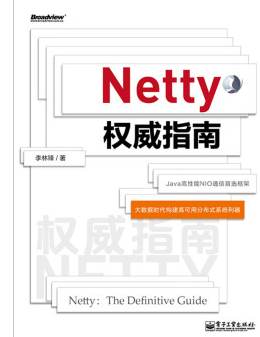 Broadview
Netty
权威指南
李林锋 / 著
Java高性能NIO通信首选框架
大数据时代构建高可用分布式系统利器
权威指南
NETTY
Netty：The Definitive Guide
电子工业出版社